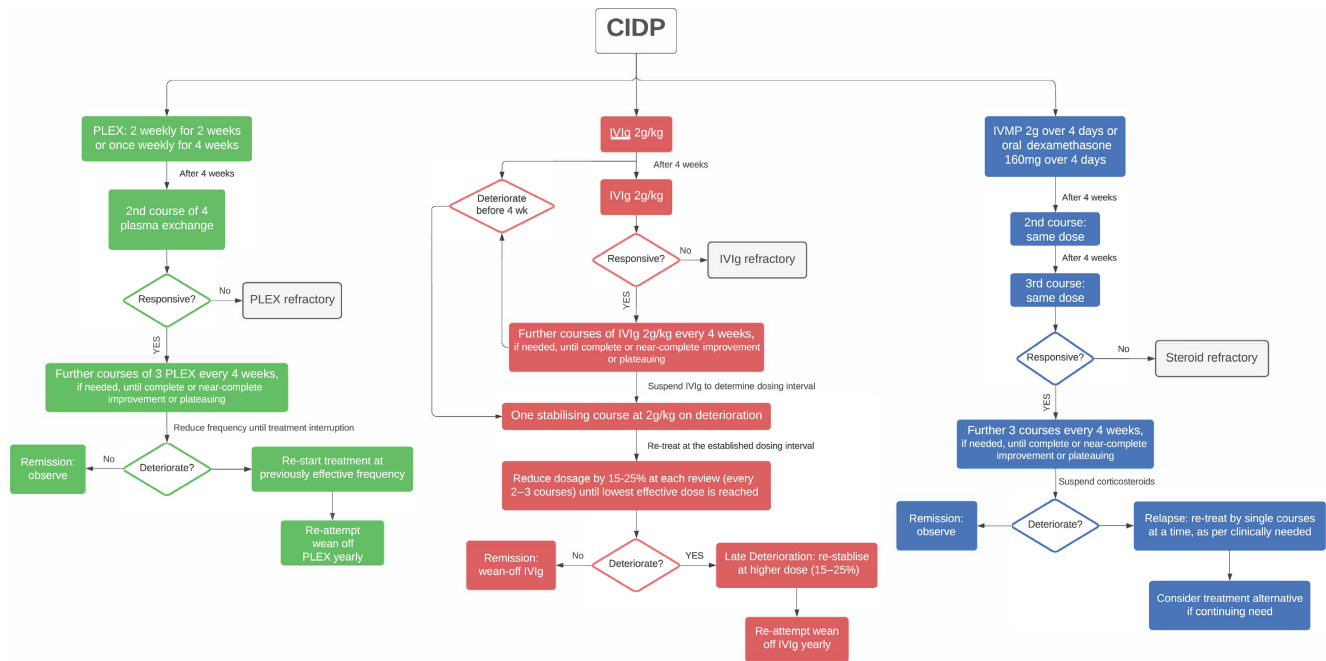 CIDP
PLEX: 2 weekly for 2 weeks
or once weekly for 4 weeks
After 4 weeks
2nd course of 4
plasma exchange
Responsive?
No
PLEX refractory
YES
Further courses of 3 PLEX every 4 weeks,
if needed, until complete or near-complete
improvement or plateauing
Reduce frequency until treatment interruption
Deteriorate?
No
Remission:
observe
Re-start treatment at
previously effective frequency
Re-attempt
wean off
PLEX yearly
IVIg 2g/kg
After 4 weeks
Deteriorate
before 4 wk
IVIg 2g/kg
Responsive?
No
IVIg refractory
YES
Further courses of IVIg 2g/kg every 4 weeks,
if needed, until complete or near-complete improvement
or plateauing
Suspend IVIg to determine dosing interval
One stabilising course at 2g/kg on deterioration
Re-treat at the established dosing interval
Reduce dosage by 15-25% at each review (every
2–3 courses) until lowest effective dose is reached
Deteriorate?
No
Remission:
wean-off IVIg
YES
Late Deterioration: re-stablise
at higher dose (15–25%)
Re-attempt wean
off IVIg yearly
IVMP 2g over 4 days or
oral dexamethasone
160mg over 4 days
After 4 weeks
2nd course:
same dose
After 4 weeks
3rd course:
same dose
Responsive?
No
Steroid refractory
YES
Further 3 courses every 4 weeks,
if needed, until complete or near-complete
improvement or plateauing
Suspend corticosteroids
Deteriorate?
Remission:
observe
Relapse: re-treat by single courses
at a time, as per clinically needed
Consider treatment alternative
if continuing need